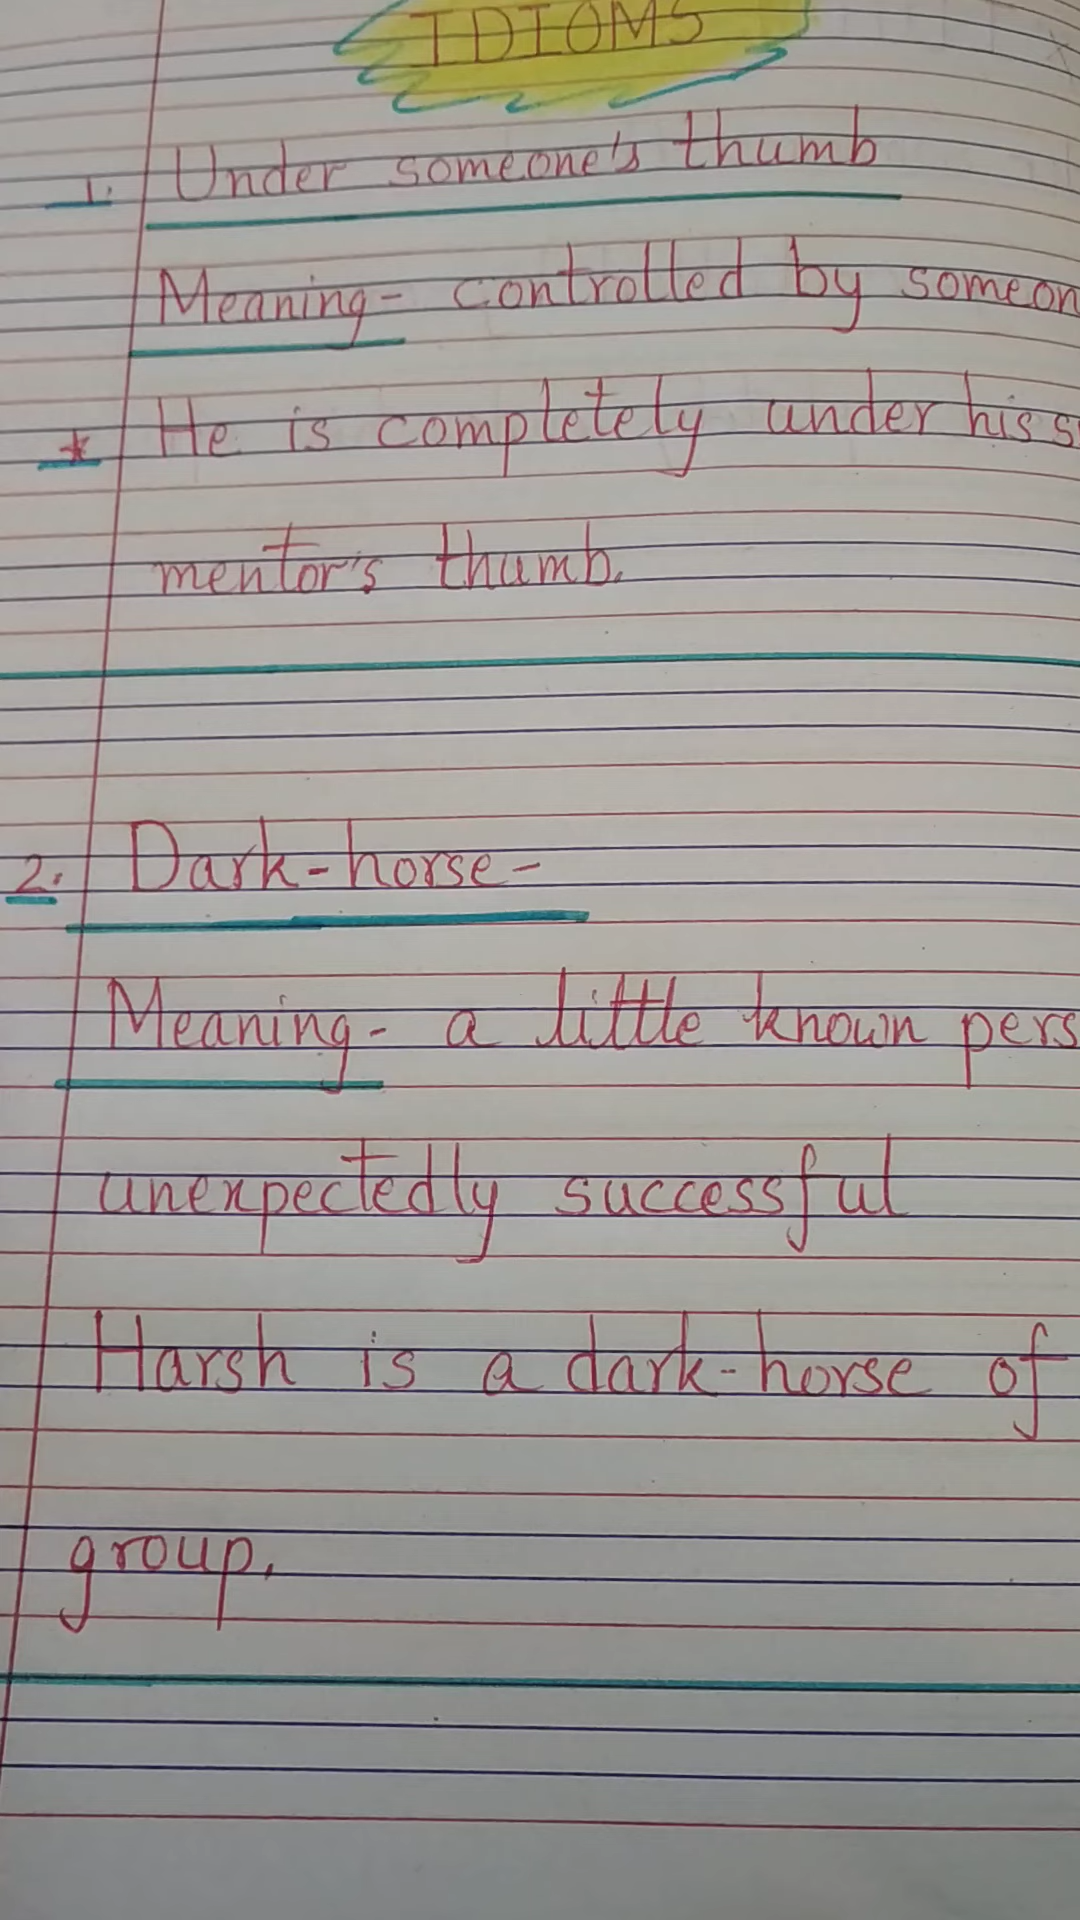 IDIOMS
1. Under someone's thumb
Meaning- controlled by someon
* He is completely under his s
mentor's thumb.
2. Dark-horse-
Meaning- a little known pers
unexpectedly successful
Harsh is a dark-horse of
group.